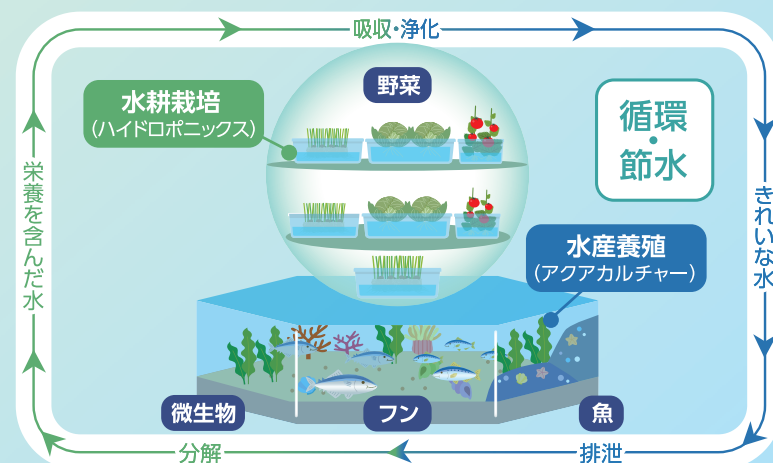 吸収・浄化
野菜
水耕栽培
（ハイドロポニックス）
循環
・
節水
栄養を含んだ水
きれいな水
水産養殖
（アクアカルチャー）
微生物
フン
魚
分解
排泄